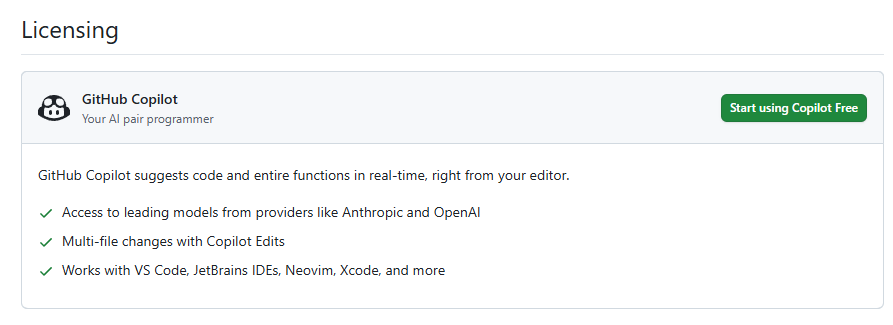 Licensing
GitHub Copilot
Your AI pair programmer
Start using Copilot Free
GitHub Copilot suggests code and entire functions in real-time, right from your editor.
Access to leading models from providers like Anthropic and OpenAI
Multi-file changes with Copilot Edits
Works with VS Code, JetBrains IDEs, Neovim, Xcode, and more